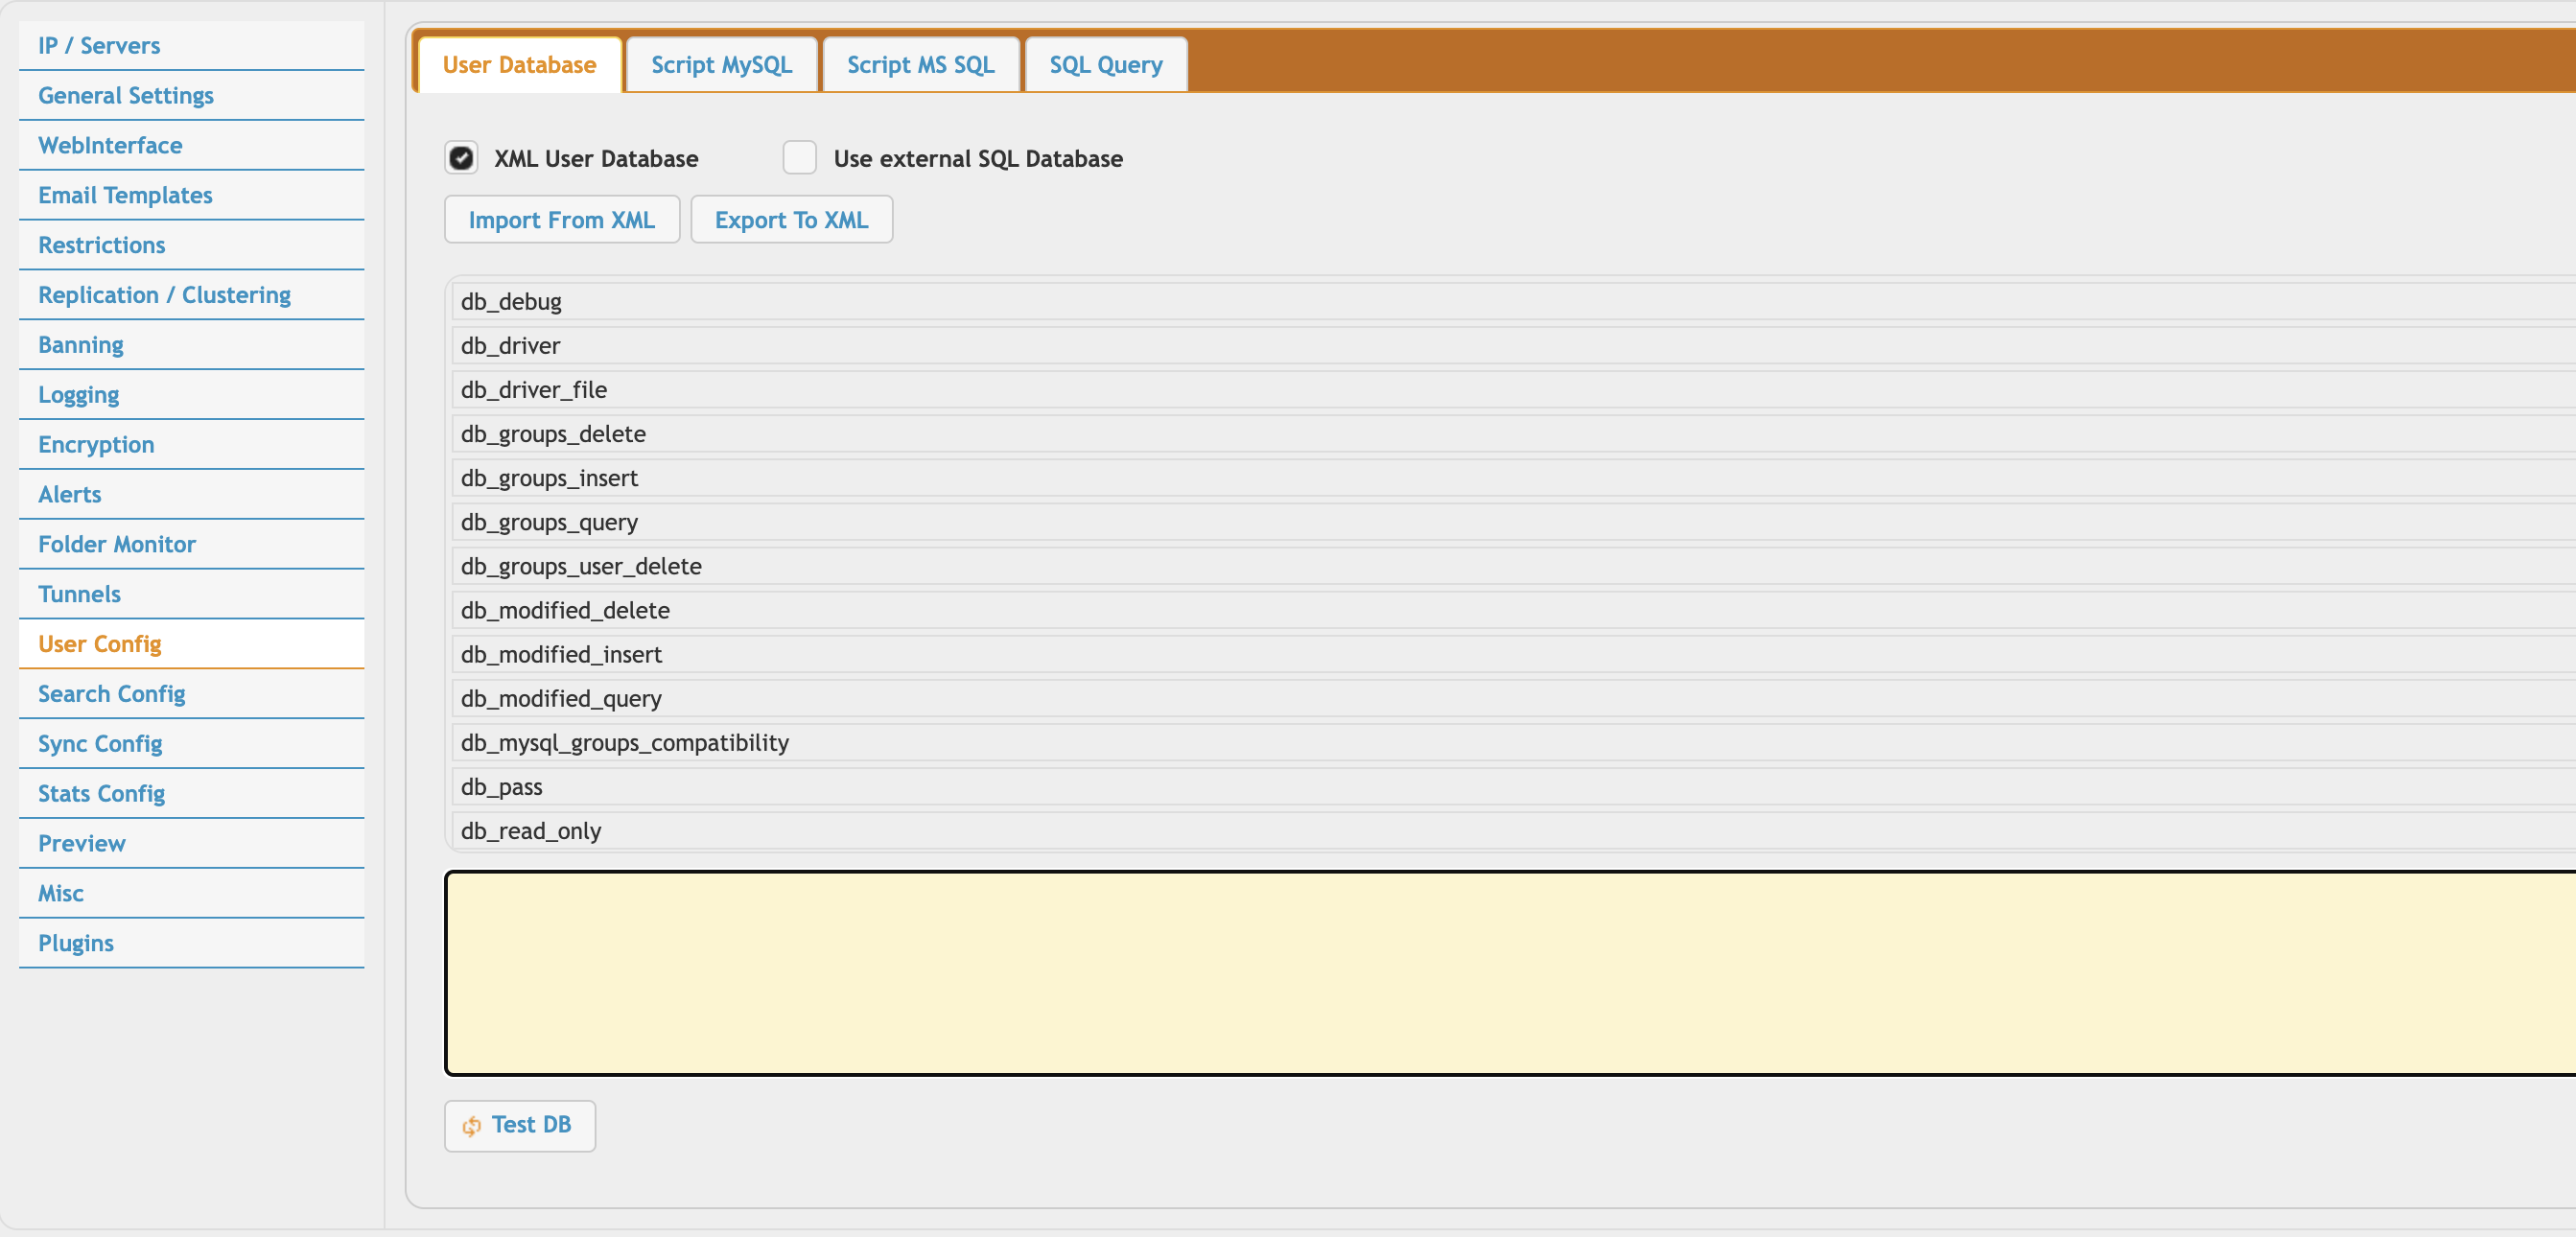 IP / Servers
General Settings
WebInterface
Email Templates
Restrictions
Replication / Clustering
Banning
Logging
Encryption
Alerts
Folder Monitor
Tunnels
User Config
Search Config
Sync Config
Stats Config
Preview
Misc
Plugins
User Database Script MySQL Script MS SQL SQL Query
XML User Database Use external SQL Database
Import From XML Export To XML
db_debug
db_driver
db_driver_file
db_groups_delete
db_groups_insert
db_groups_query
db_groups_user_delete
db_modified_delete
db_modified_insert
db_modified_query
db_mysql_groups_compatibility
db_pass
db_read_only
Test DB